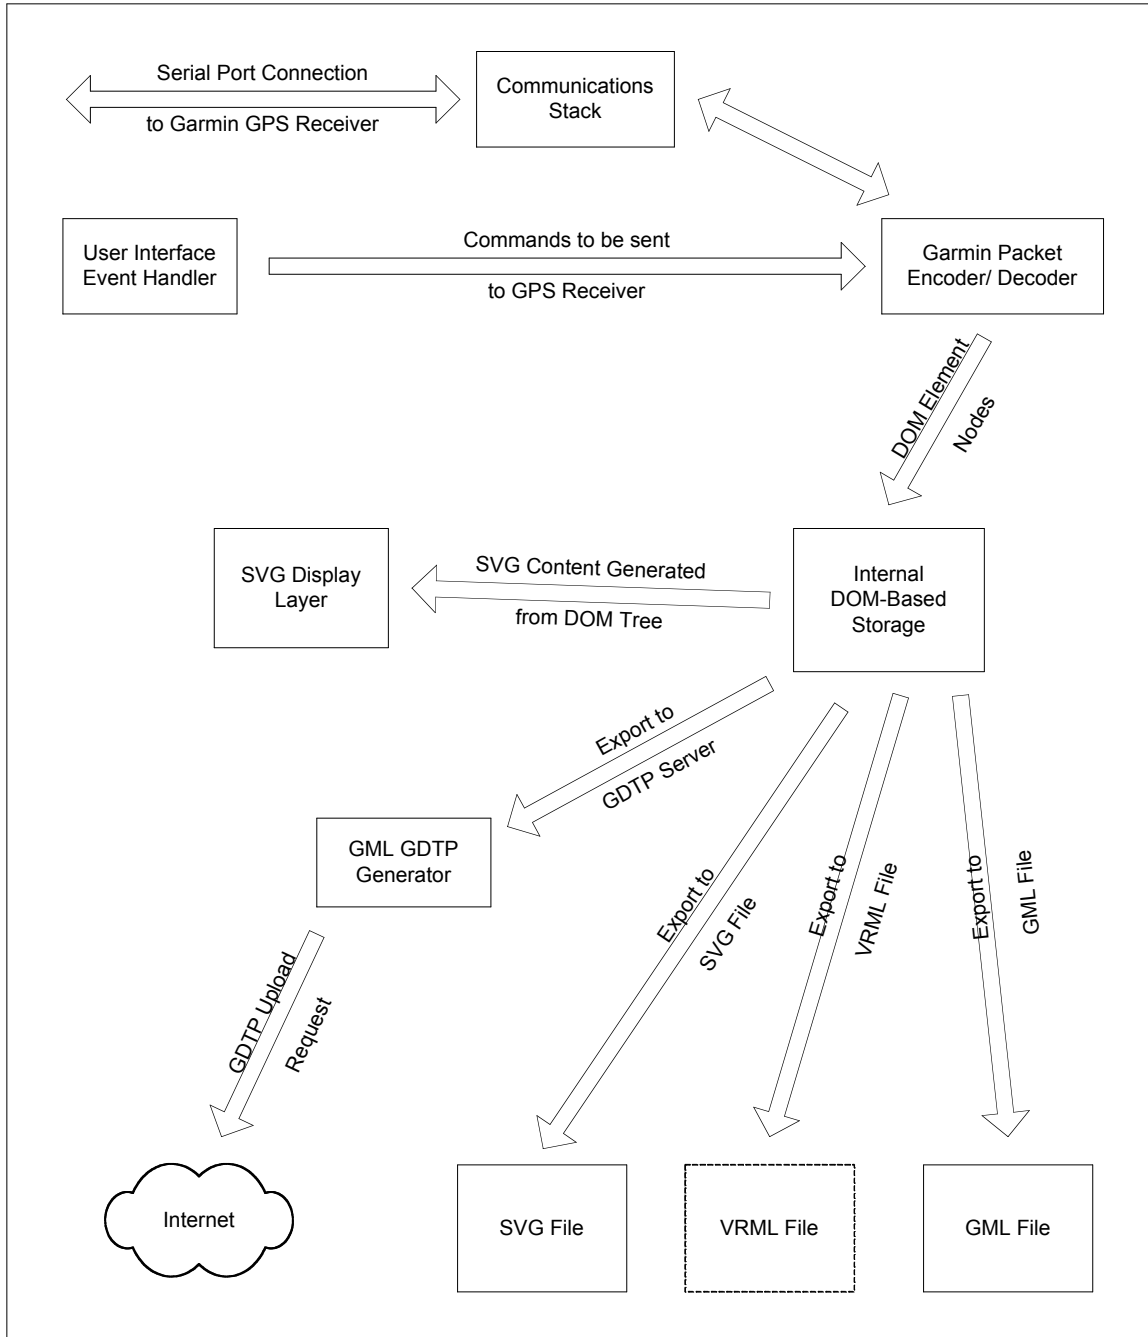 Serial Port Connection
to Garmin GPS Receiver
Communications
Stack
User Interface
Event Handler
Commands to be sent
to GPS Receiver
Garmin Packet
Encoder/ Decoder
DOM Element
Nodes
SVG Display
Layer
SVG Content Generated
from DOM Tree
Internal
DOM-Based
Storage
Export to
GDTP Server
GML GDTP
Generator
Export to
SVG File
Export to
VRML File
Export to
GML File
GDTP Upload
Request
Internet
SVG File
VRML File
GML File